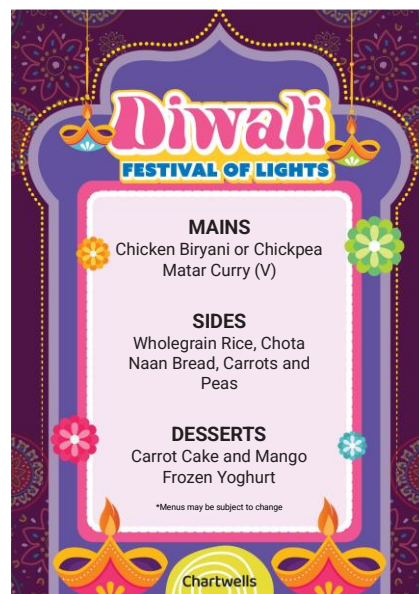 Diwali
FESTIVAL OF LIGHTS
MAINS
Chicken Biryani or Chickpea
Matar Curry (V)
SIDES
Wholegrain Rice, Chota
Naan Bread, Carrots and
Peas
DESSERTS
Carrot Cake and Mango
Frozen Yoghurt
*Menus may be subject to change
Chartwells